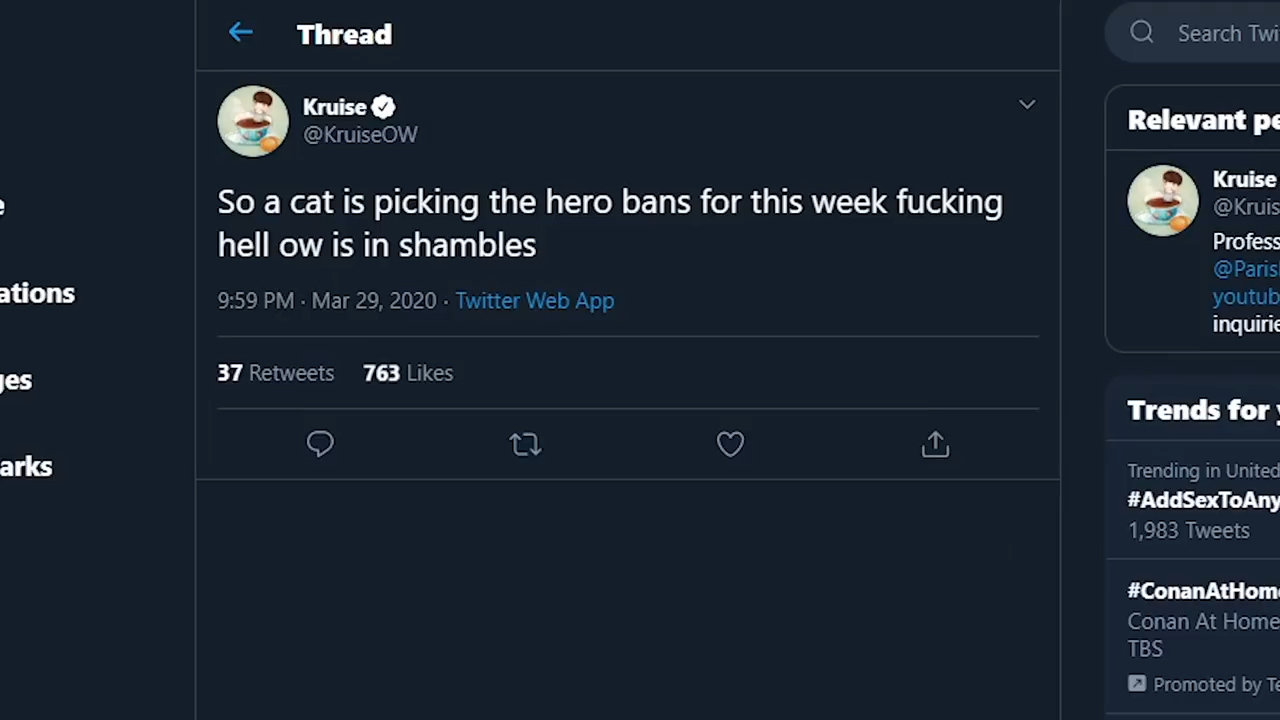 Thread
Kruise
@KruiseOW
So a cat is picking the hero bans for this week fucking
hell ow is in shambles
9:59 PM · Mar 29, 2020 · Twitter Web App
37 Retweets 763 Likes
e
ations
ges
arks
Search Twi
Relevant pe
Kruise
@Kruis
Profess
@Paris
youtub
inquirie
Trends for y
Trending in United
#AddSexToAny
1,983 Tweets
#ConanAtHome
Conan At Home
TBS
Promoted by Te